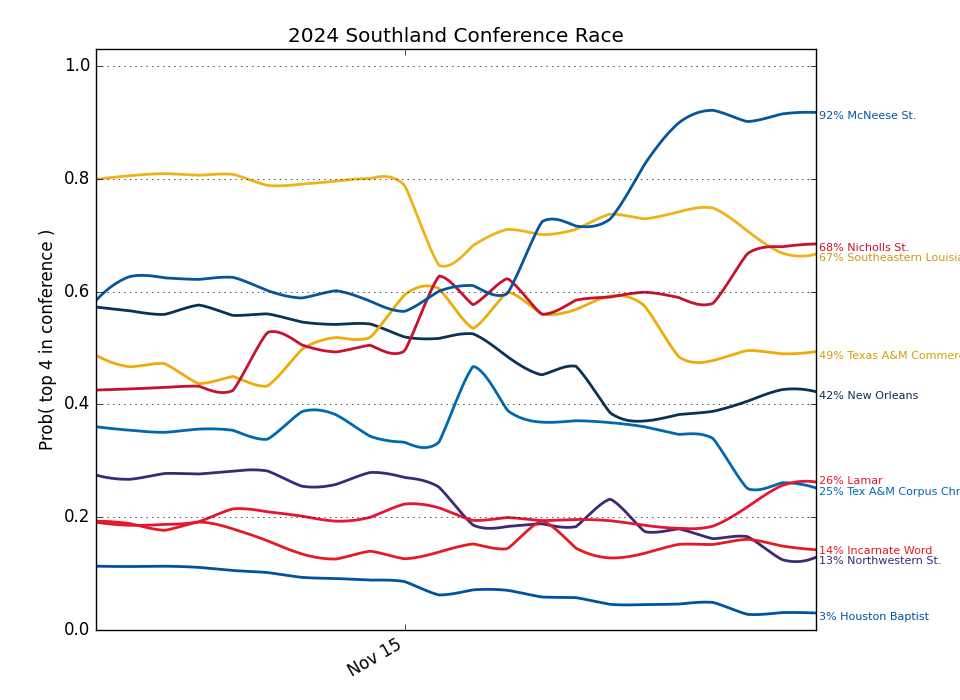 2024 Southland Conference Race
1.0
0.8
0.6
0.4
0.2
0.0
Prob( top 4 in conference )
Nov 15
92% McNeese St.
68% Nicholls St.
67% Southeastern Louisia
49% Texas A&M Commerc
42% New Orleans
26% Lamar
25% Tex A&M Corpus Chr
14% Incarnate Word
13% Northwestern St.
3% Houston Baptist